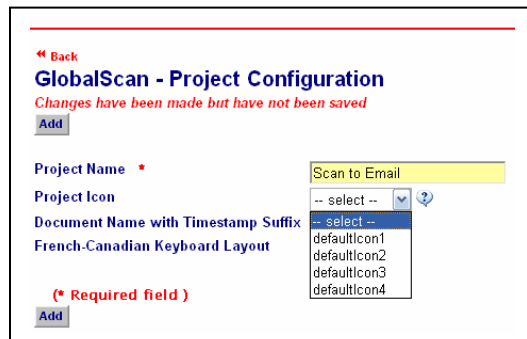 Back
GlobalScan - Project Configuration
Changes have been made but have not been saved
Add
Project Name * Scan to Email
Project Icon -- select --
Document Name with Timestamp Suffix -- select --
defaultIcon1
French-Canadian Keyboard Layout defaultIcon2
defaultIcon3
defaultIcon4
(* Required field )
Add